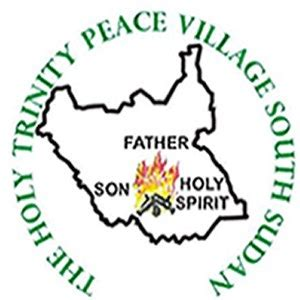 THE HOLY TRINITY PEACE VILLAGE SOUTH SUDAN
FATHER
SON HOLY
SPIRIT